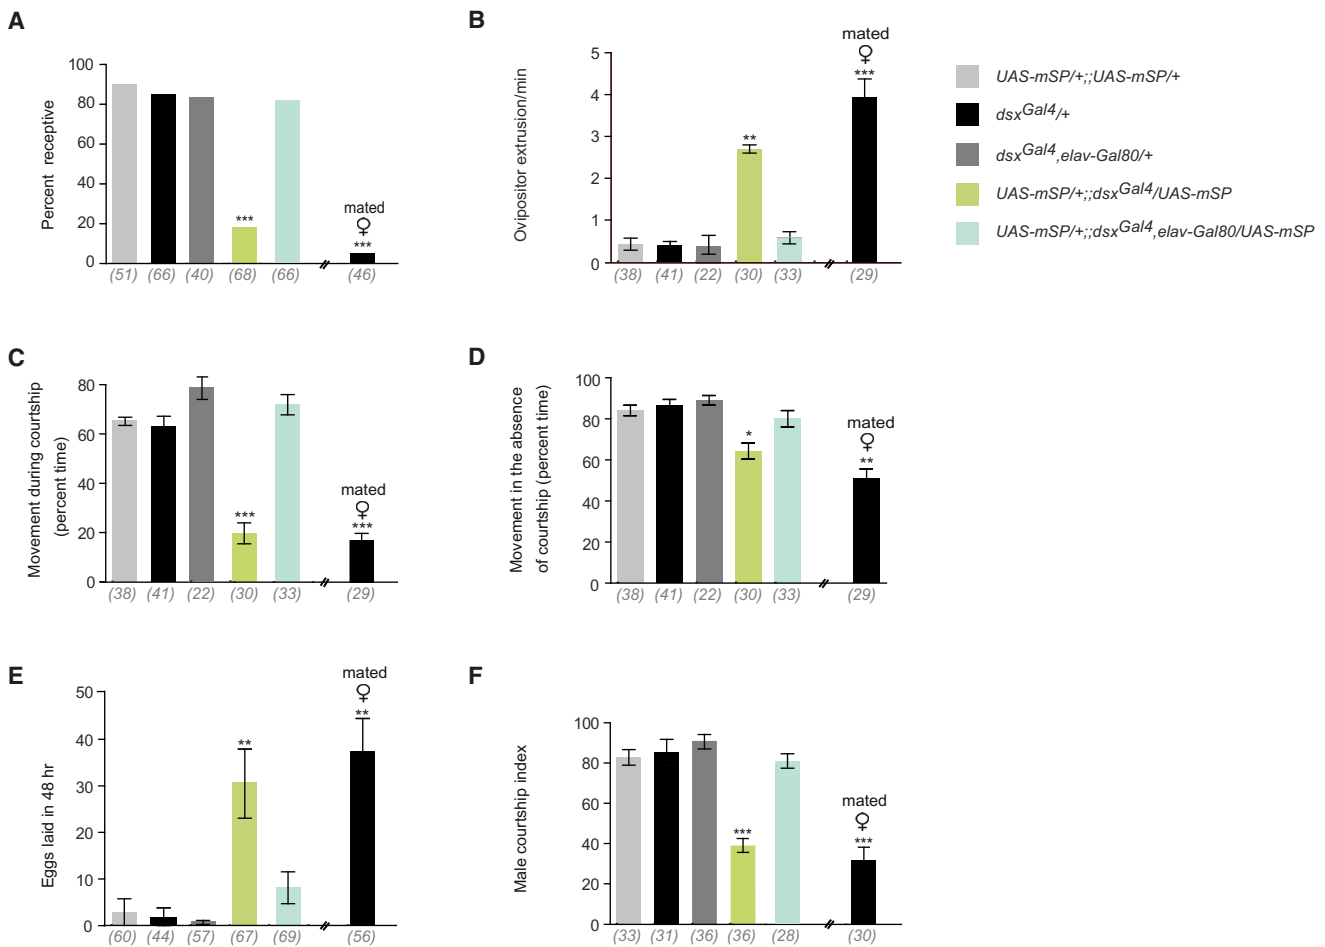 A
Percent receptive
100
80
60
40
20
0
***
mated
♀
***
(51) (66) (40) (68) (66) (46)
B
Ovipositor extrusion/min
5
4
3
2
1
0
**
mated
♀
***
(38) (41) (22) (30) (33) (29)
UAS-mSP/+;;UAS-mSP/+
dsxGal4/+
dsxGal4,elav-Gal80/+
UAS-mSP/+;;dsxGal4/UAS-mSP
UAS-mSP/+;;dsxGal4,elav-Gal80/UAS-mSP
C
Movement during courtship
(percent time)
80
60
40
20
0
***
mated
♀
***
(38) (41) (22) (30) (33) (29)
D
Movement in the absence
of courtship (percent time)
100
80
60
40
20
0
*
mated
♀
**
(38) (41) (22) (30) (33) (29)
E
Eggs laid in 48 hr
50
40
30
20
10
0
**
mated
♀
**
(60) (44) (57) (67) (69) (56)
F
Male courtship index
100
80
60
40
20
0
***
mated
♀
***
(33) (31) (36) (36) (28) (30)